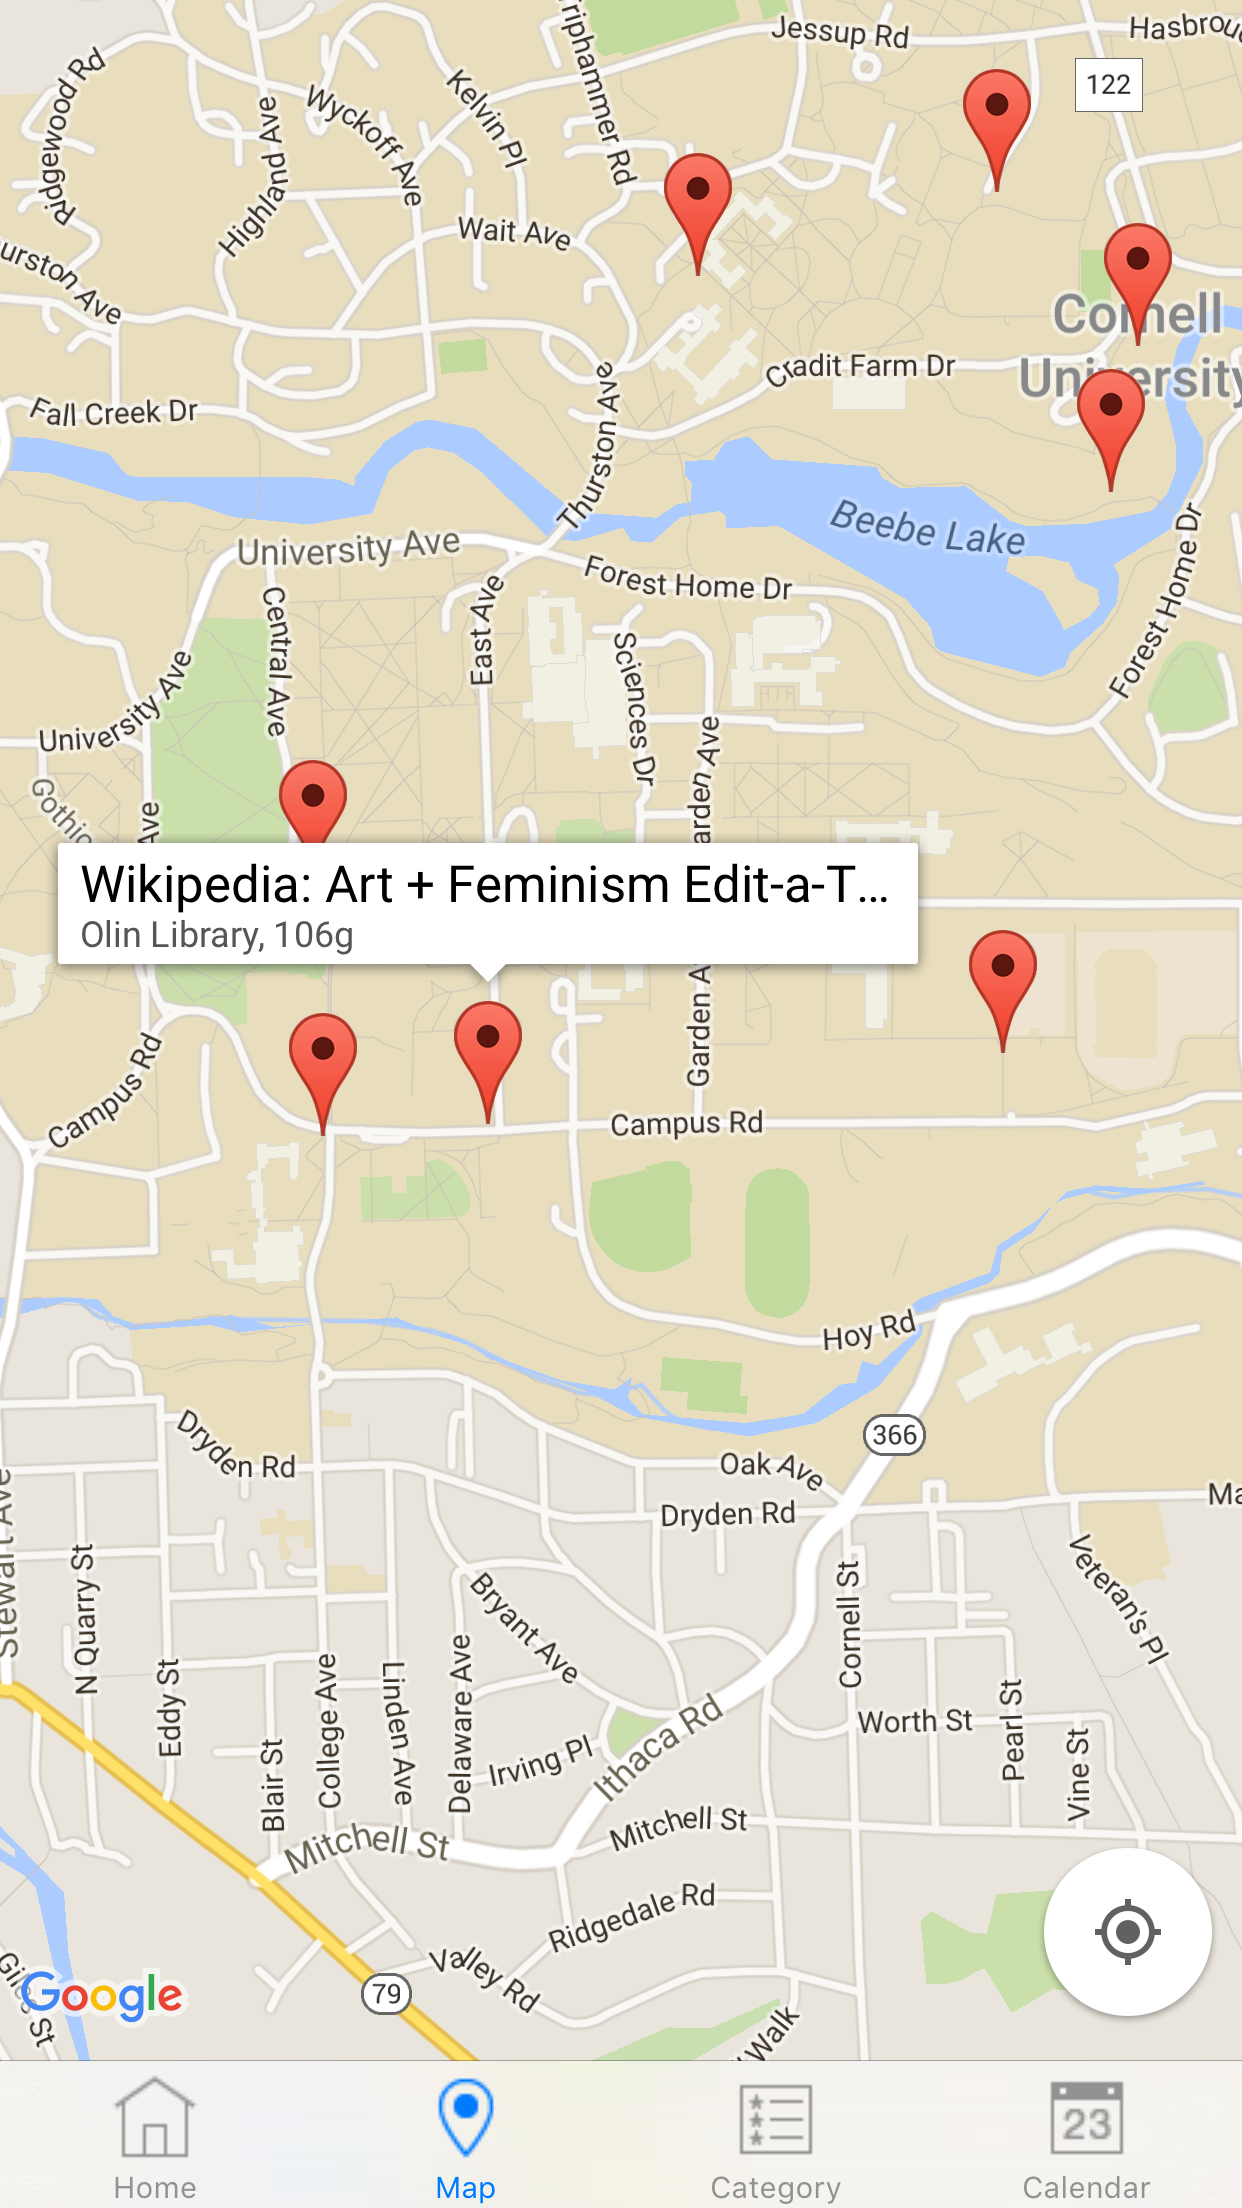 Jessup Rd
Hasbrou
122
Triphammer Rd
Kelvin Pl
Wyckoff Ave
Ridgewood Rd
Highland Ave
Wait Ave
urston Ave
Cornell
University
Cradit Farm Dr
Fall Creek Dr
Thurston Ave
Beebe Lake
University Ave
Forest Home Dr
Forest Home Dr
East Ave
Central Ave
Sciences Dr
University Ave
Gothic
Ave
arden Ave
Wikipedia: Art + Feminism Edit-a-T...
Olin Library, 106g
Garden A
Campus Rd
Campus Rd
Hoy Rd
366
Dryden Rd
Oak Ave
Dryden Rd
Ma
Stewart Ave
N Quarry St
Eddy St
Blair St
College Ave
Linden Ave
Delaware Ave
Bryant Ave
Irving Pl
Ithaca Rd
Cornell St
Veteran's Pl
Worth St
Pearl St
Vine St
Mitchell St
Mitchell St
Ridgedale Rd
Valley Rd
79
Walk
Giles St
Google
23
Home
Map
Category
Calendar